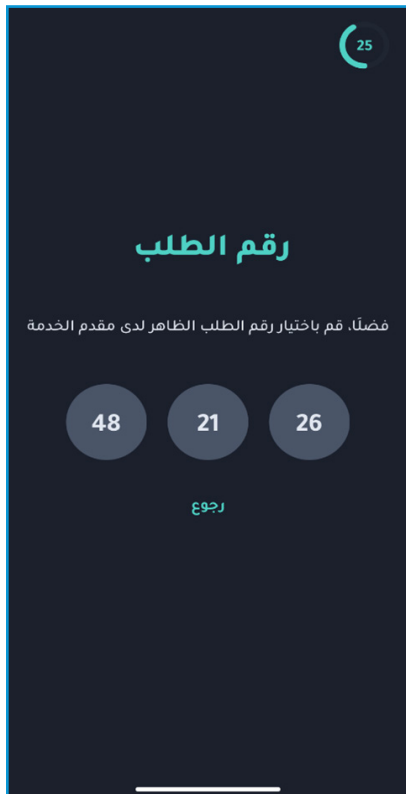 25
رقم الطلب
فضلًا، قم باختيار رقم الطلب الظاهر لدى مقدم الخدمة
26 21 48
رجوع